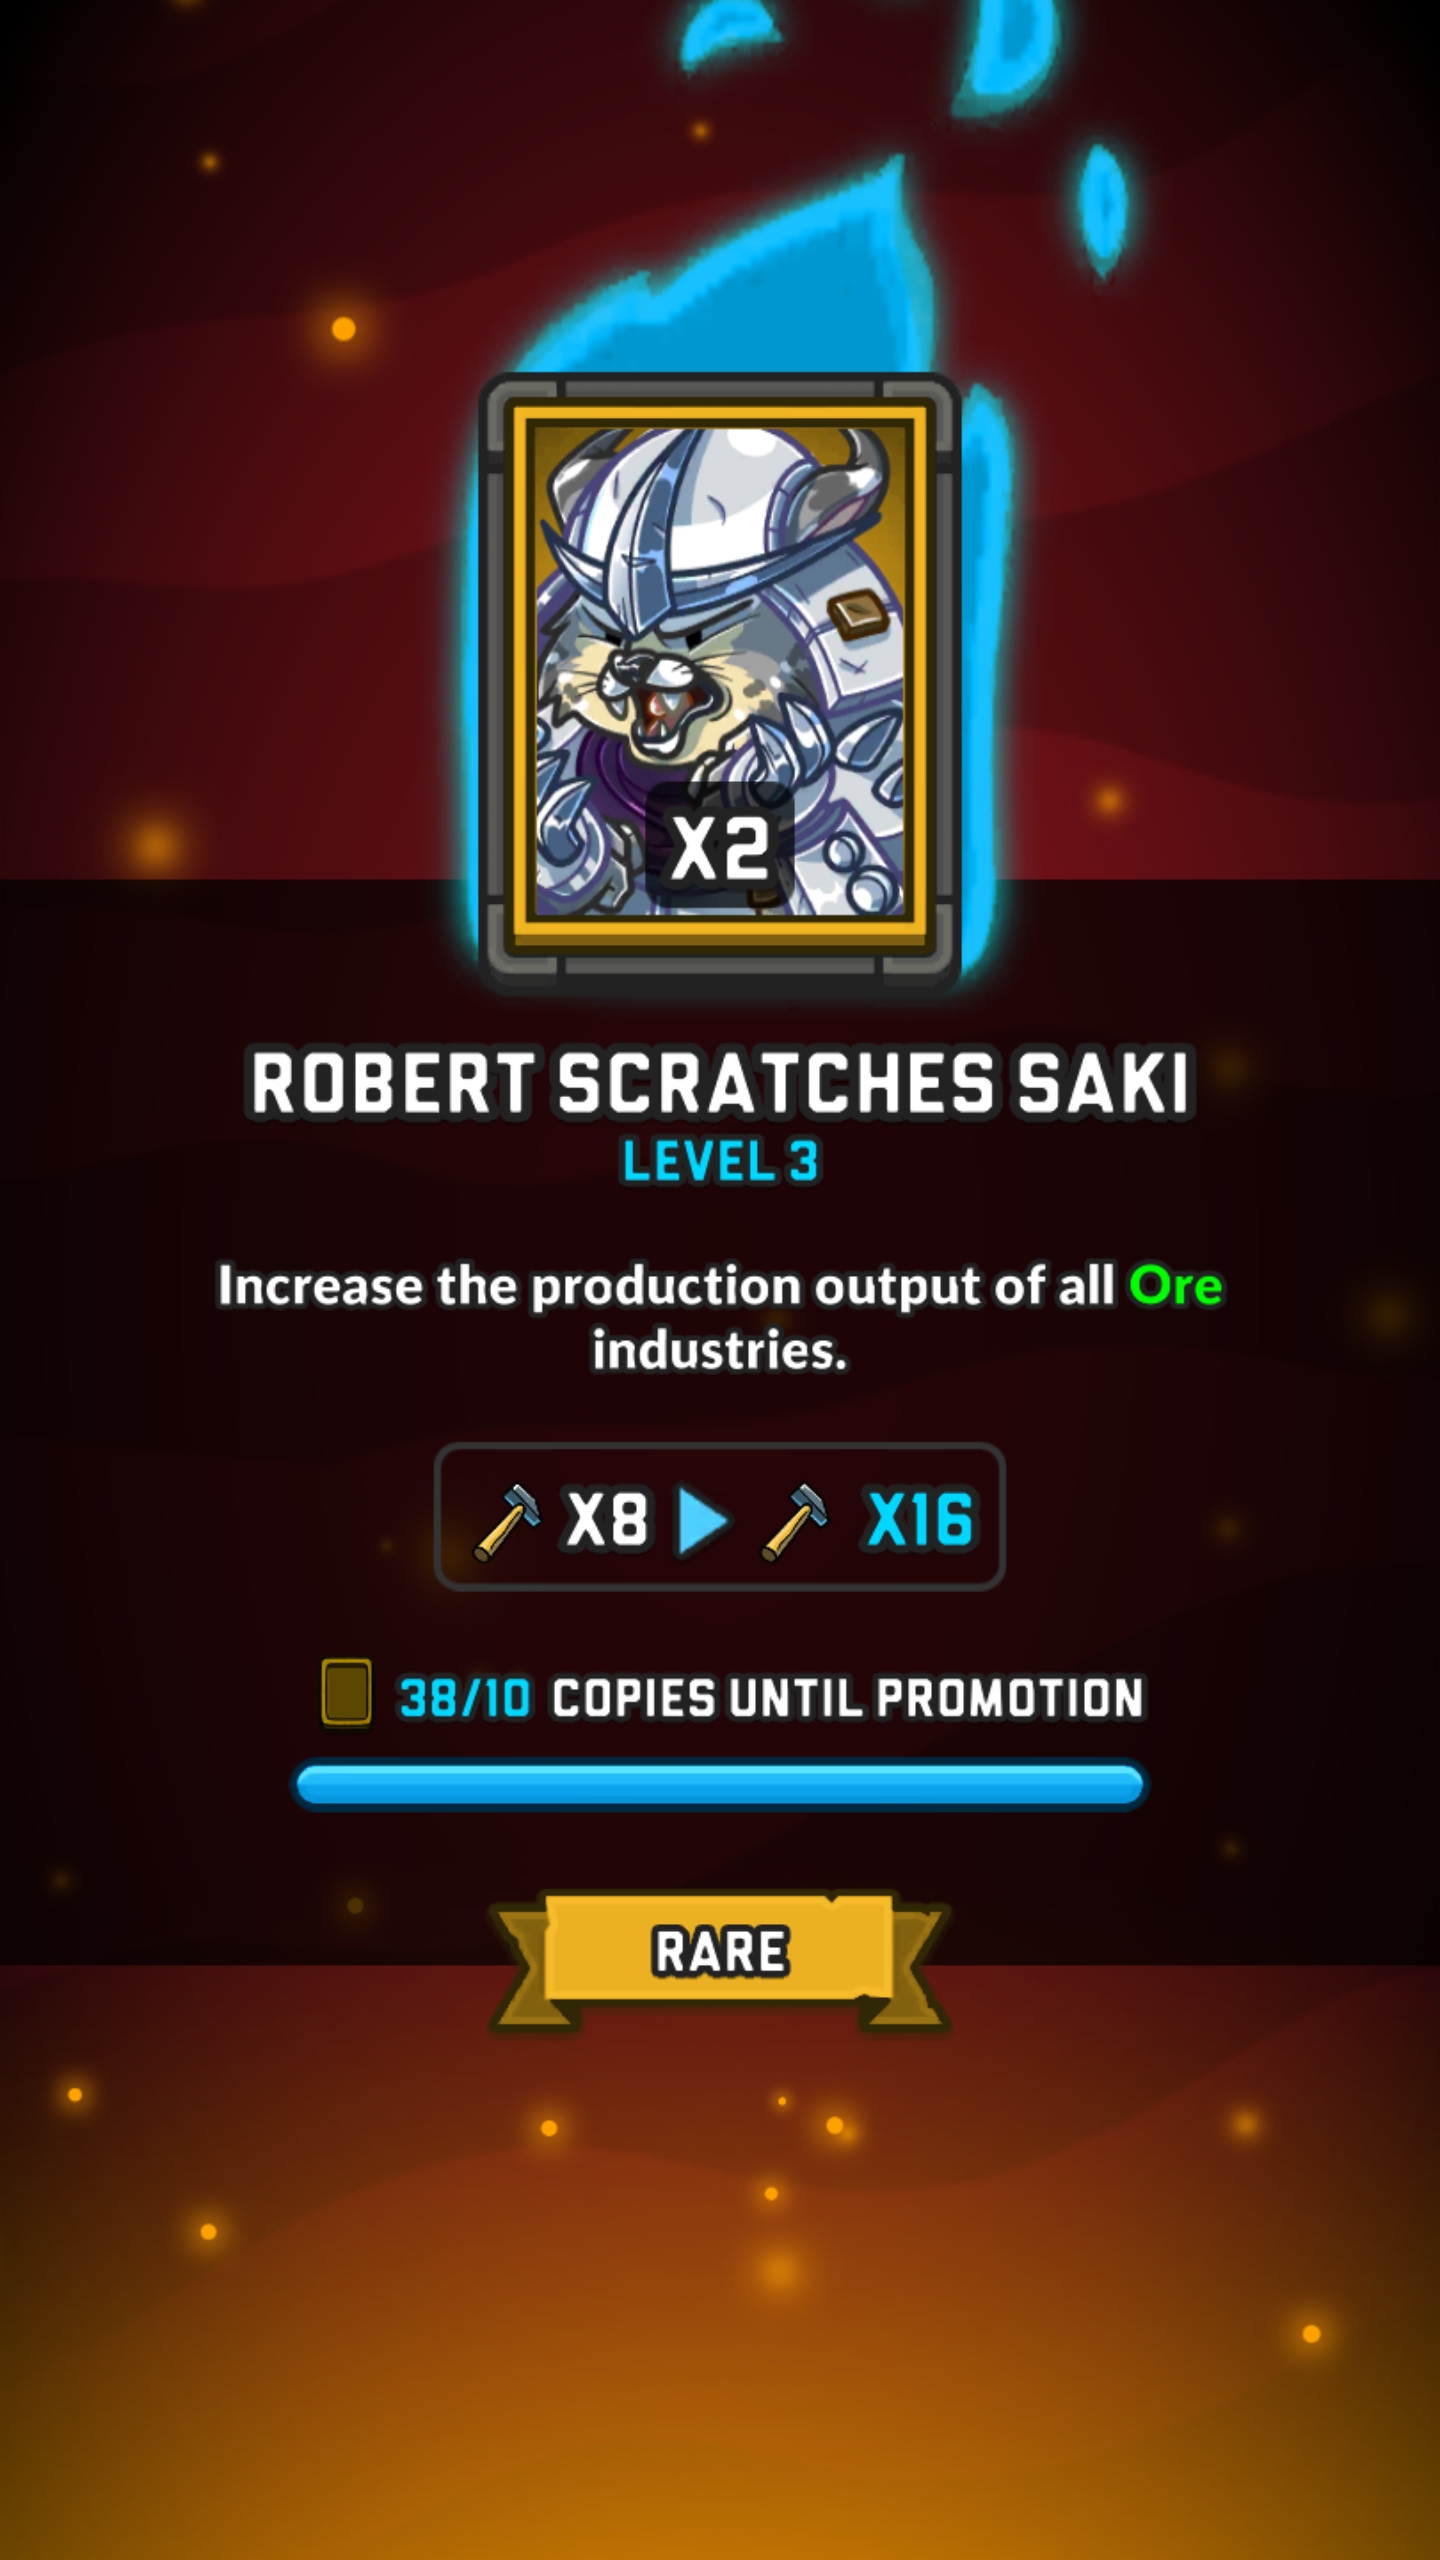 X2
ROBERT SCRATCHES SAKI
LEVEL 3
Increase the production output of all Ore
industries.
X8 X16
38/10 COPIES UNTIL PROMOTION
RARE